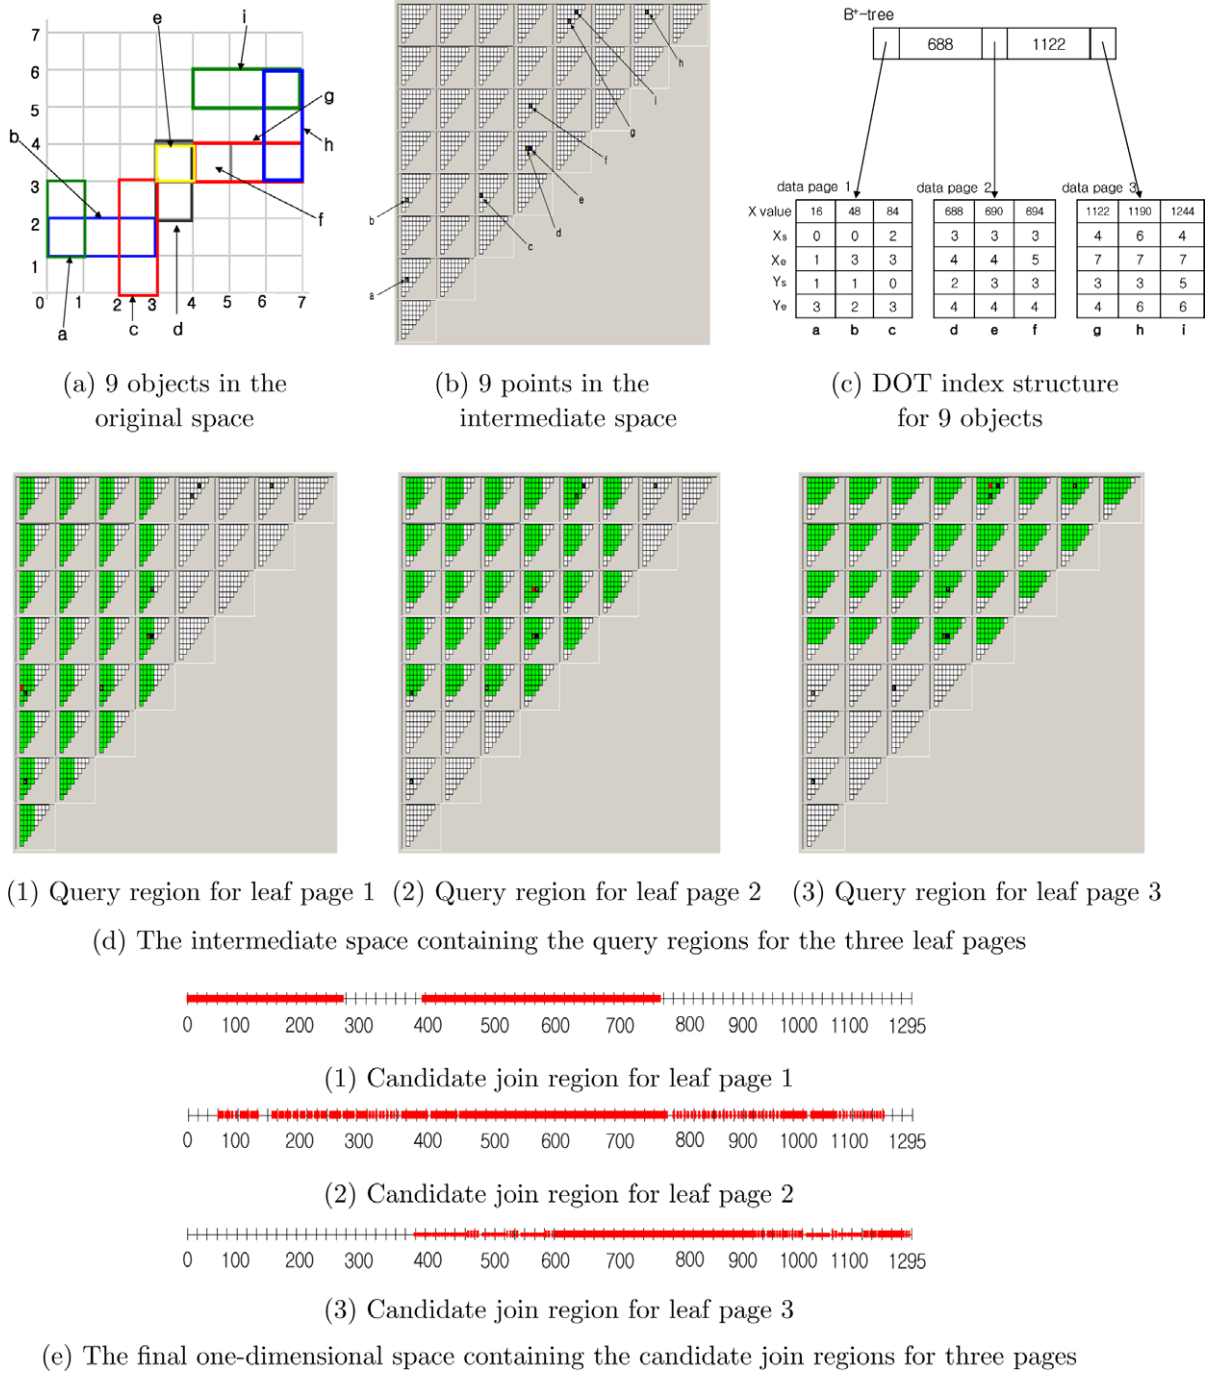 e
i
7
6
5
4
3
2
1
0
1
2
3
4
5
6
7
b
g
h
f
a
c
d
(a) 9 objects in the
original space
h
i
g
f
e
d
c
b
a
(b) 9 points in the
intermediate space
B+-tree
688
1122
data page 1
data page 2
data page 3
X value 16 48 84 688 690 694 1122 1190 1244
Xs 0 0 2 3 3 3 4 6 4
Xe 1 3 3 4 4 5 7 7 7
Ys 1 1 0 2 3 3 3 3 5
Ye 3 2 3 4 4 4 4 6 6
a b c d e f g h i
(c) DOT index structure
for 9 objects
(1) Query region for leaf page 1
(2) Query region for leaf page 2
(3) Query region for leaf page 3
(d) The intermediate space containing the query regions for the three leaf pages
0 100 200 300 400 500 600 700 800 900 1000 1100 1295
(1) Candidate join region for leaf page 1
0 100 200 300 400 500 600 700 800 900 1000 1100 1295
(2) Candidate join region for leaf page 2
0 100 200 300 400 500 600 700 800 900 1000 1100 1295
(3) Candidate join region for leaf page 3
(e) The final one-dimensional space containing the candidate join regions for three pages